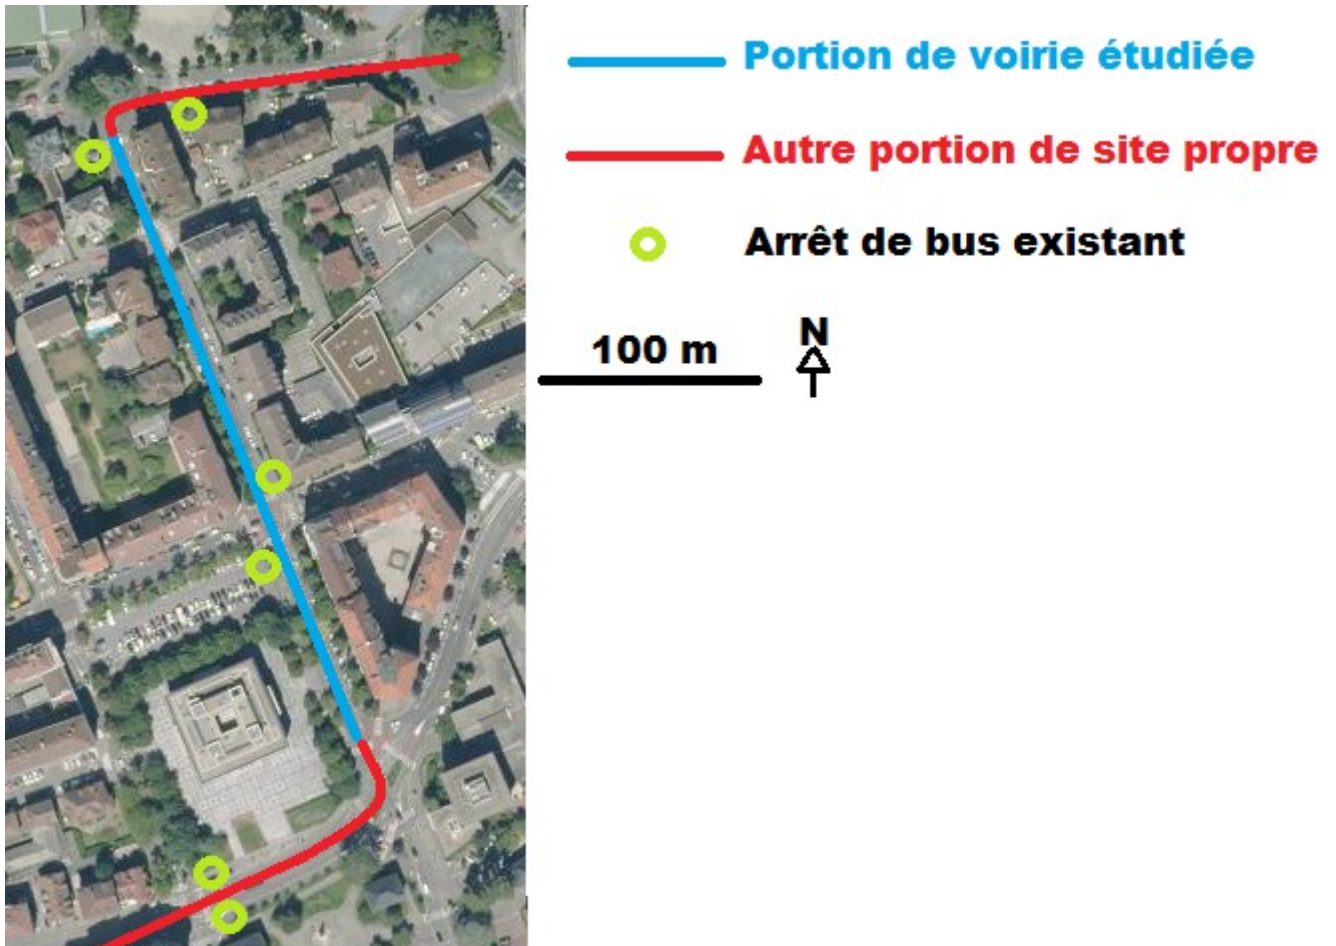 Portion de voirie étudiée
Autre portion de site propre
Arrêt de bus existant
100 m
N